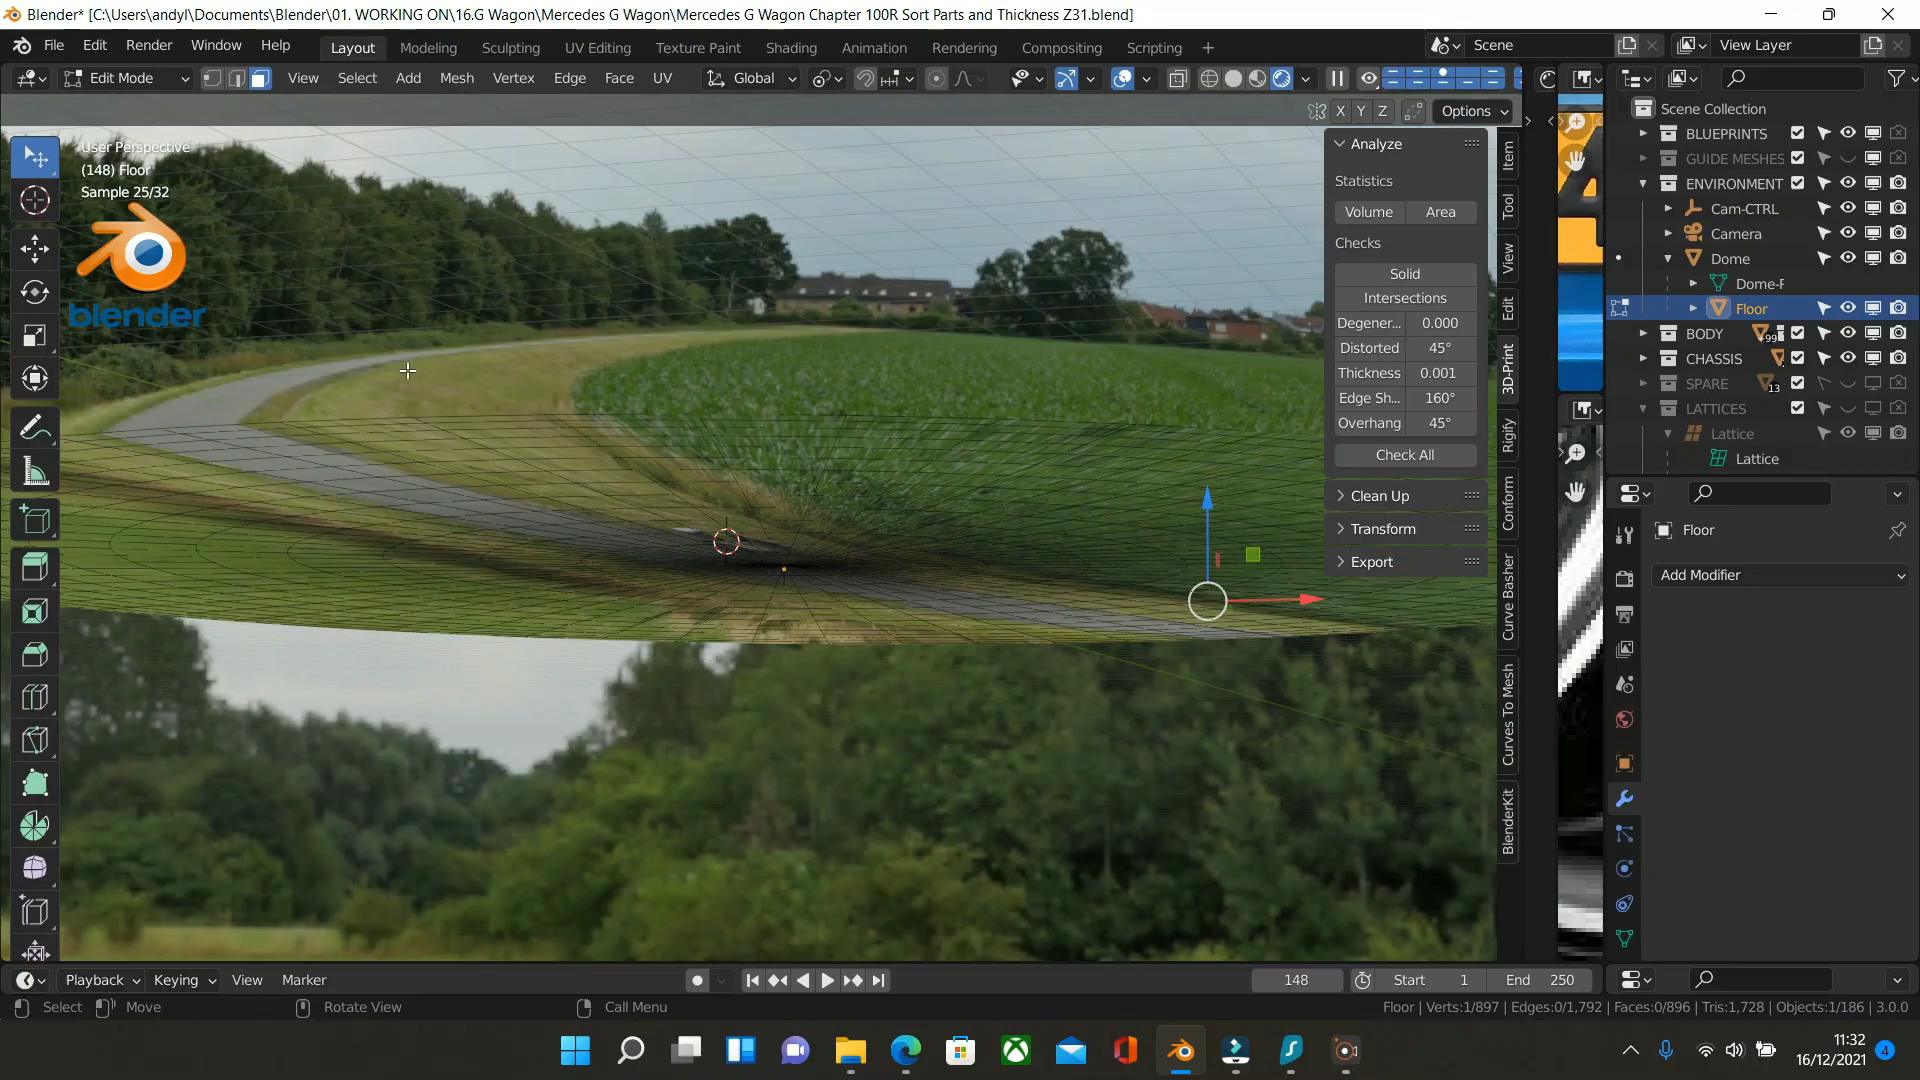 Blender* [C:\Users\andyl\Documents\Blender\01. WORKING ON\16.G Wagon\Mercedes G Wagon\Mercedes G Wagon Chapter 100R Sort Parts and Thickness Z31.blend]
File Edit Render Window Help Layout Modeling Sculpting UV Editing Texture Paint Shading Animation Rendering Compositing Scripting + Scene View Layer
Edit Mode View Select Add Mesh Vertex Edge Face UV Global
X Y Z Options
User Perspective
(148) Floor
Sample 25/32
blender
Analyze
Statistics
Volume Area
Checks
Solid
Intersections
Degener... 0.000
Distorted 45°
Thickness 0.001
Edge Sh... 160°
Overhang 45°
Check All
Clean Up
Transform
Export
Item
Tool
View
Edit
3D-Print
Rigify
Conform
Curve Basher
Curves To Mesh
BlenderKit
Scene Collection
BLUEPRINTS
GUIDE MESHES
ENVIRONMENT
Cam-CTRL
Camera
Dome
Dome-F
Floor
BODY +99
CHASSIS
SPARE 13
LATTICES
Lattice
Lattice
Floor
Add Modifier
Playback Keying View Marker 148 Start 1 End 250
Select Move Rotate View Call Menu Floor | Verts:1/897 | Edges:0/1,792 | Faces:0/896 | Tris:1,728 | Objects:1/186 | 3.0.0
11:32
16/12/2021 4